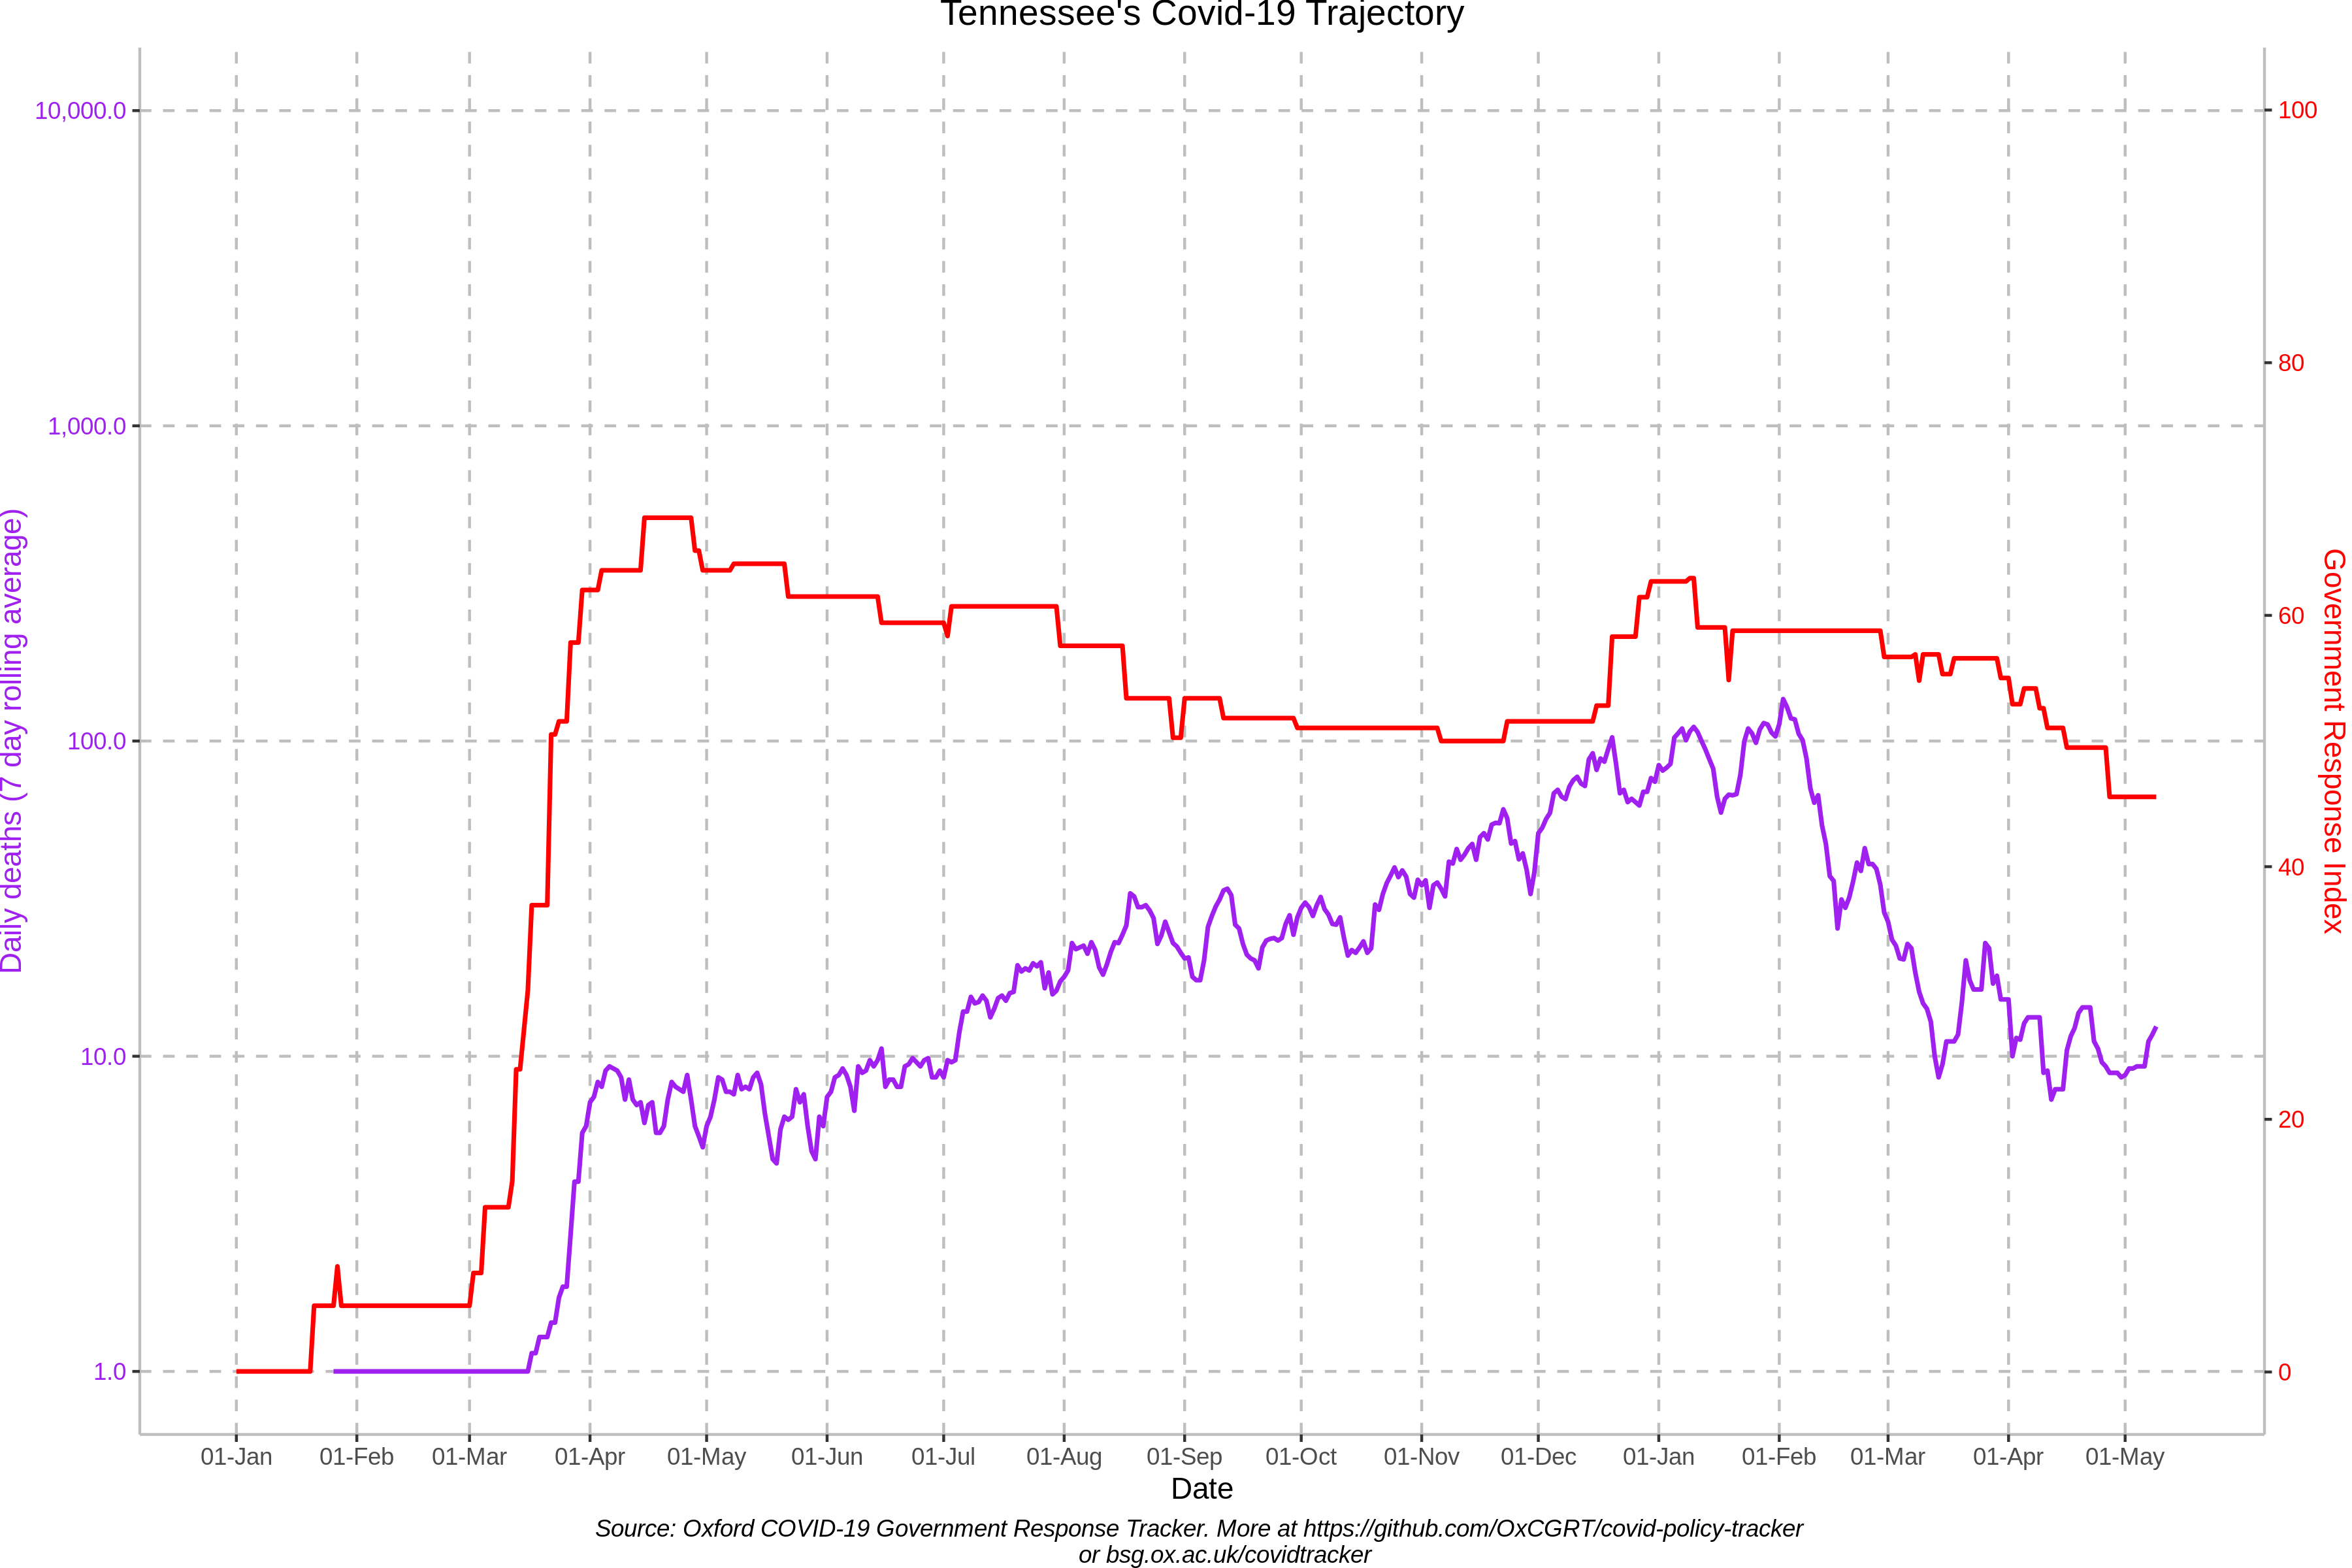 Tennessee's Covid-19 Trajectory
Daily deaths (7 day rolling average)
10,000.0
1,000.0
100.0
10.0
1.0
Government Response Index
100
80
60
40
20
0
01-Jan 01-Feb 01-Mar 01-Apr 01-May 01-Jun 01-Jul 01-Aug 01-Sep 01-Oct 01-Nov 01-Dec 01-Jan 01-Feb 01-Mar 01-Apr 01-May
Date
Source: Oxford COVID-19 Government Response Tracker. More at https://github.com/OxCGRT/covid-policy-tracker
or bsg.ox.ac.uk/covidtracker